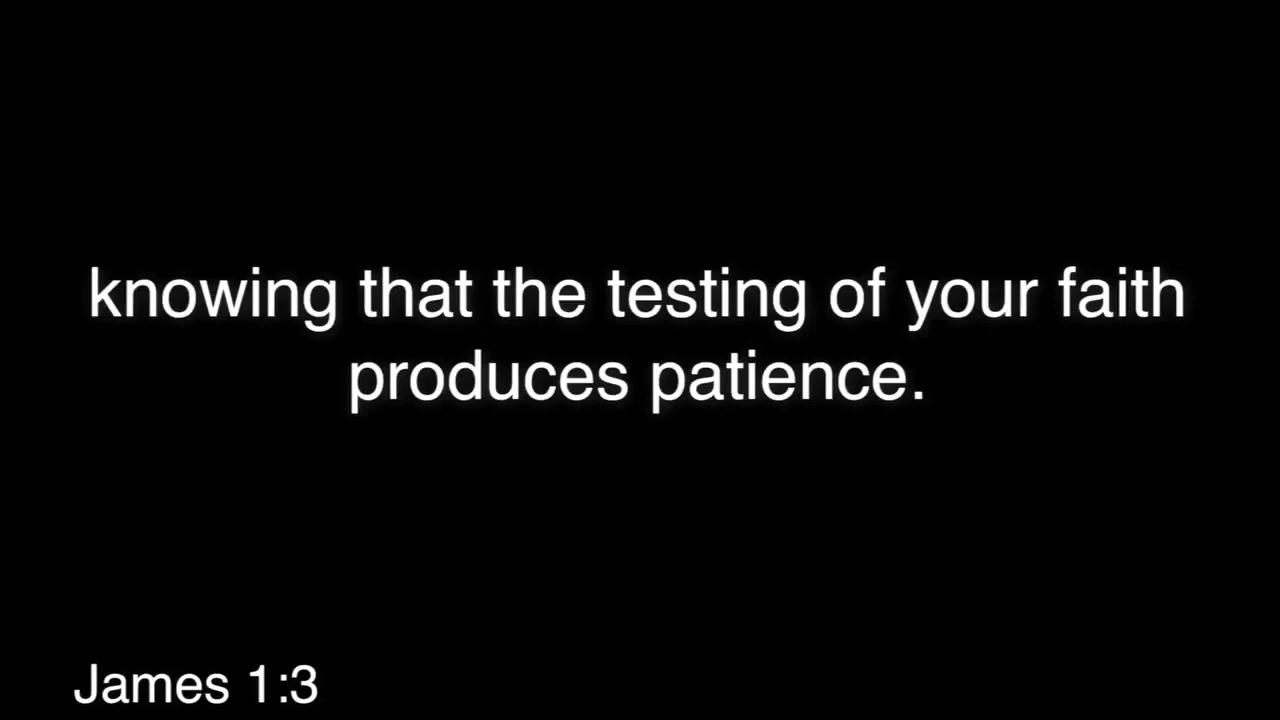 knowing that the testing of your faith
produces patience.
James 1:3